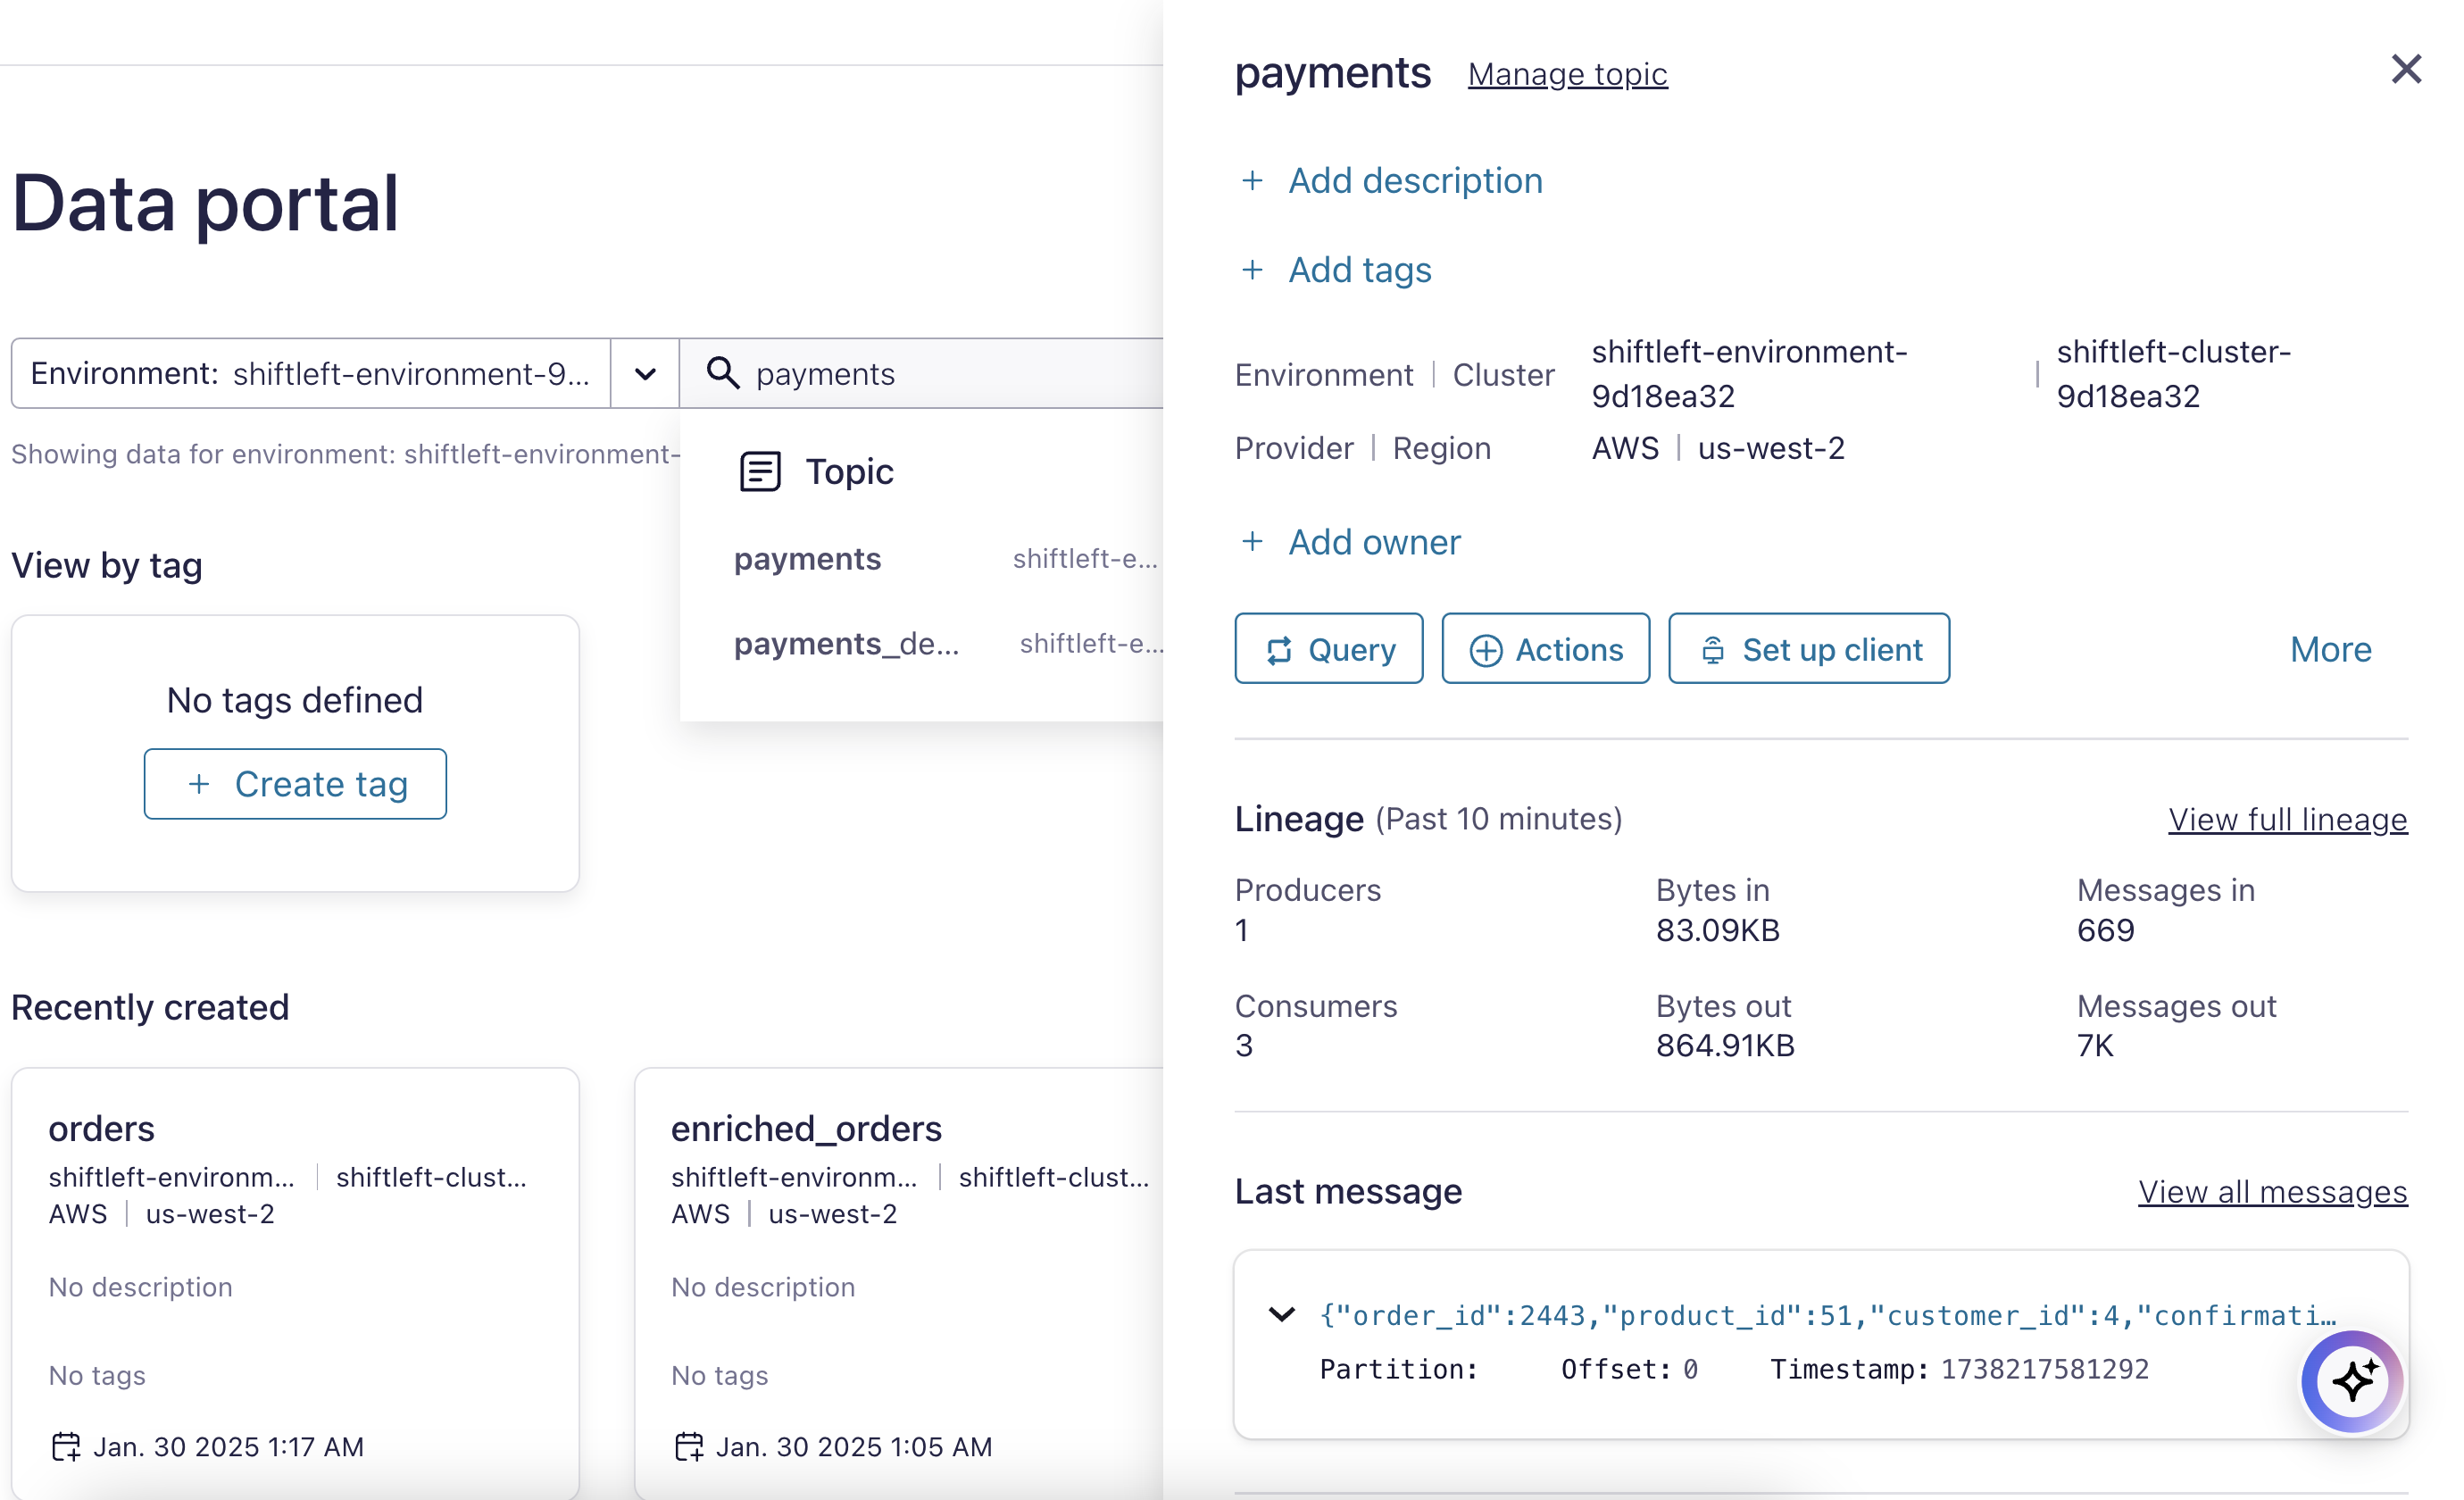 Data portal
Environment: shiftleft-environment-9...
payments
Showing data for environment: shiftleft-environment-
Topic
payments shiftleft-e...
payments_de... shiftleft-e...
View by tag
No tags defined
+ Create tag
Recently created
orders
shiftleft-environm... | shiftleft-clust...
AWS | us-west-2
No description
No tags
Jan. 30 2025 1:17 AM
enriched_orders
shiftleft-environm... | shiftleft-clust...
AWS | us-west-2
No description
No tags
Jan. 30 2025 1:05 AM
payments Manage topic
+ Add description
+ Add tags
Environment | Cluster shiftleft-environment-9d18ea32 | shiftleft-cluster-9d18ea32
Provider | Region AWS | us-west-2
+ Add owner
Query Actions Set up client More
Lineage (Past 10 minutes) View full lineage
Producers Bytes in Messages in
1 83.09KB 669
Consumers Bytes out Messages out
3 864.91KB 7K
Last message View all messages
{"order_id":2443,"product_id":51,"customer_id":4,"confirmati…
Partition: Offset: 0 Timestamp: 1738217581292